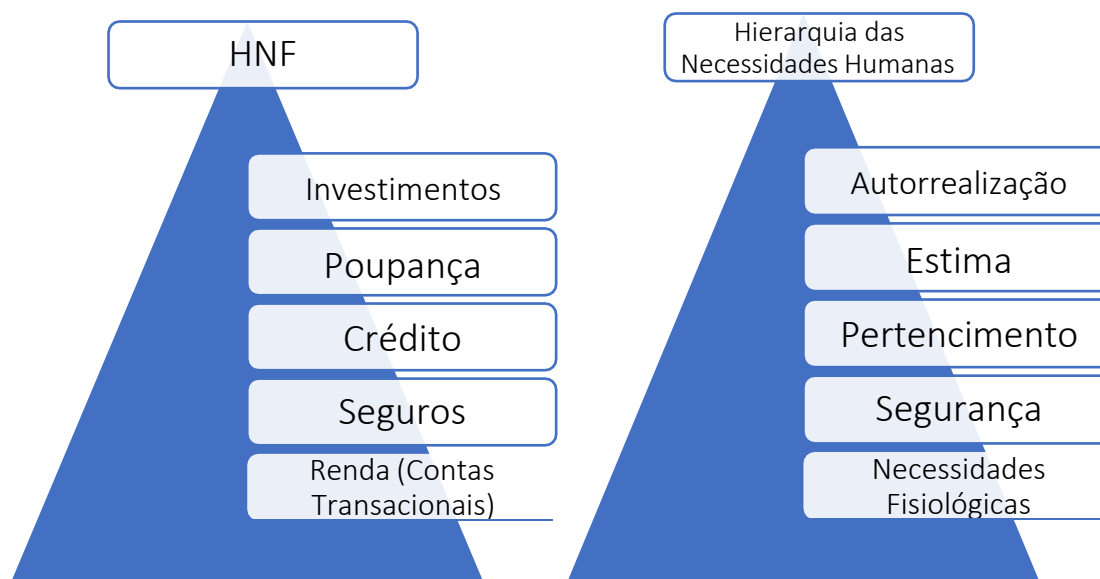 HNF
Investimentos
Poupança
Crédito
Seguros
Renda (Contas
Transacionais)
Hierarquia das
Necessidades Humanas
Autorrealização
Estima
Pertencimento
Segurança
Necessidades
Fisiológicas